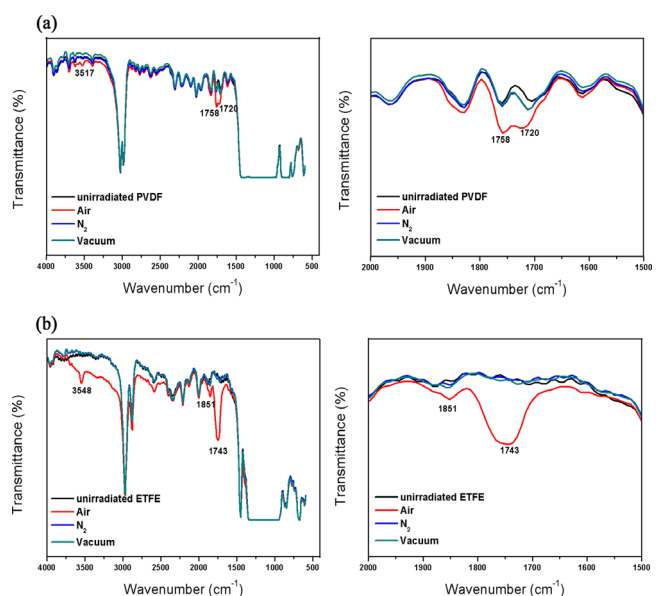 (a)
Transmittance (%)
3517
1758
1720
unirradiated PVDF
Air
N₂
Vacuum
4000 3500 3000 2500 2000 1500 1000 500
Wavenumber (cm⁻¹)
Transmittance (%)
1758
1720
unirradiated PVDF
Air
N₂
Vacuum
2000 1900 1800 1700 1600 1500
Wavenumber (cm⁻¹)
(b)
Transmittance (%)
3548
1851
1743
unirradiated ETFE
Air
N₂
Vacuum
4000 3500 3000 2500 2000 1500 1000 500
Wavenumber (cm⁻¹)
Transmittance (%)
1851
1743
unirradiated ETFE
Air
N₂
Vacuum
2000 1900 1800 1700 1600 1500
Wavenumber (cm⁻¹)